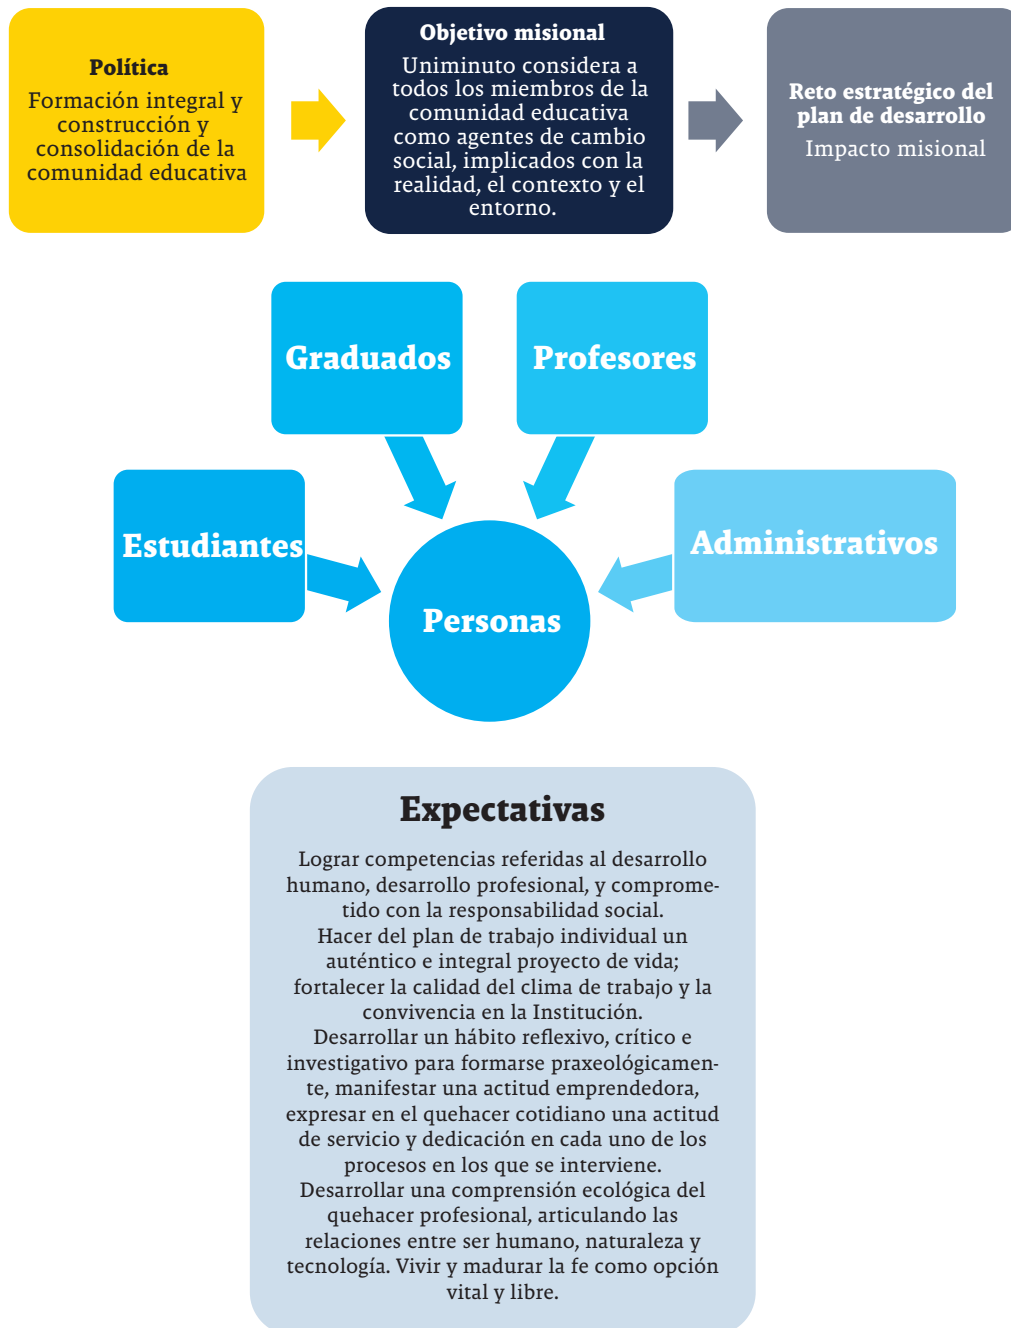 Política
Formación integral y
construcción y
consolidación de la
comunidad educativa
Objetivo misional
Uniminuto considera a
todos los miembros de la
comunidad educativa
como agentes de cambio
social, implicados con la
realidad, el contexto y el
entorno.
Reto estratégico del
plan de desarrollo
Impacto misional
Graduados
Profesores
Estudiantes
Administrativos
Personas
Expectativas
Lograr competencias referidas al desarrollo
humano, desarrollo profesional, y comprome-
tido con la responsabilidad social.
Hacer del plan de trabajo individual un
auténtico e integral proyecto de vida;
fortalecer la calidad del clima de trabajo y la
convivencia en la Institución.
Desarrollar un hábito reflexivo, crítico e
investigativo para formarse praxeológicamen-
te, manifestar una actitud emprendedora,
expresar en el quehacer cotidiano una actitud
de servicio y dedicación en cada uno de los
procesos en los que se interviene.
Desarrollar una comprensión ecológica del
quehacer profesional, articulando las
relaciones entre ser humano, naturaleza y
tecnología. Vivir y madurar la fe como opción
vital y libre.